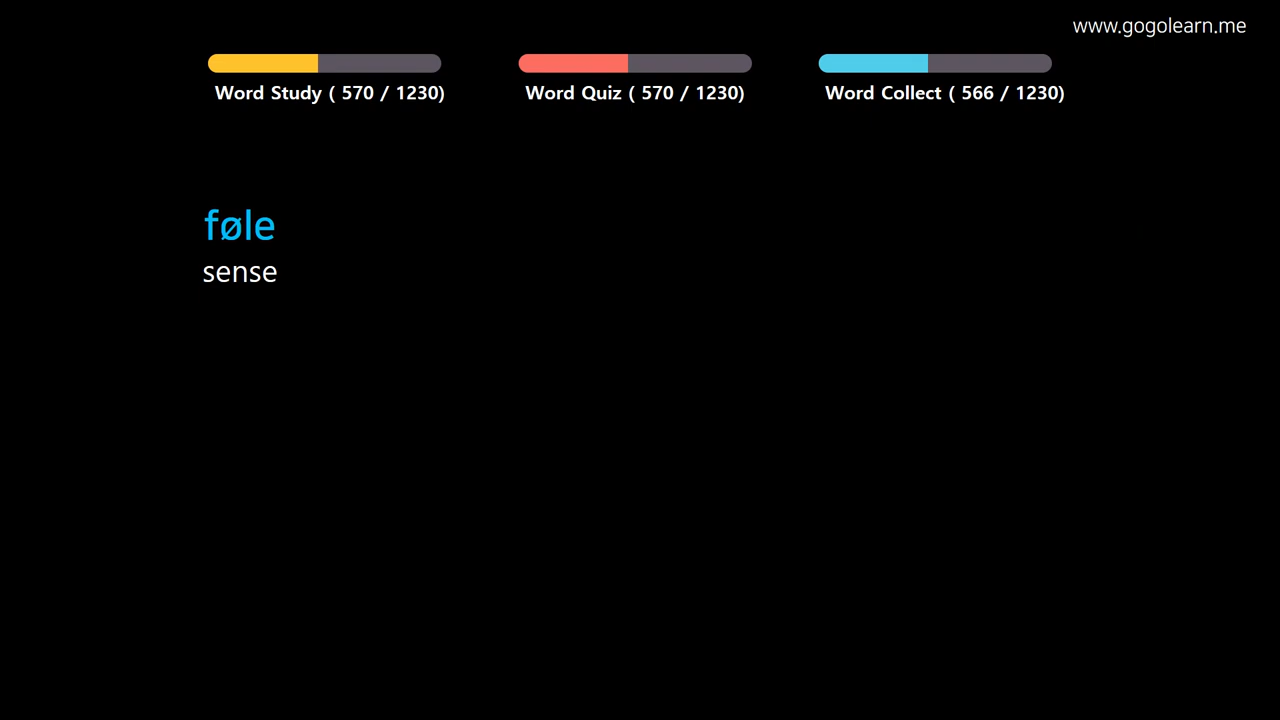 www.gogolearn.me
Word Study ( 570 / 1230)
Word Quiz ( 570 / 1230)
Word Collect ( 566 / 1230)
føle
sense